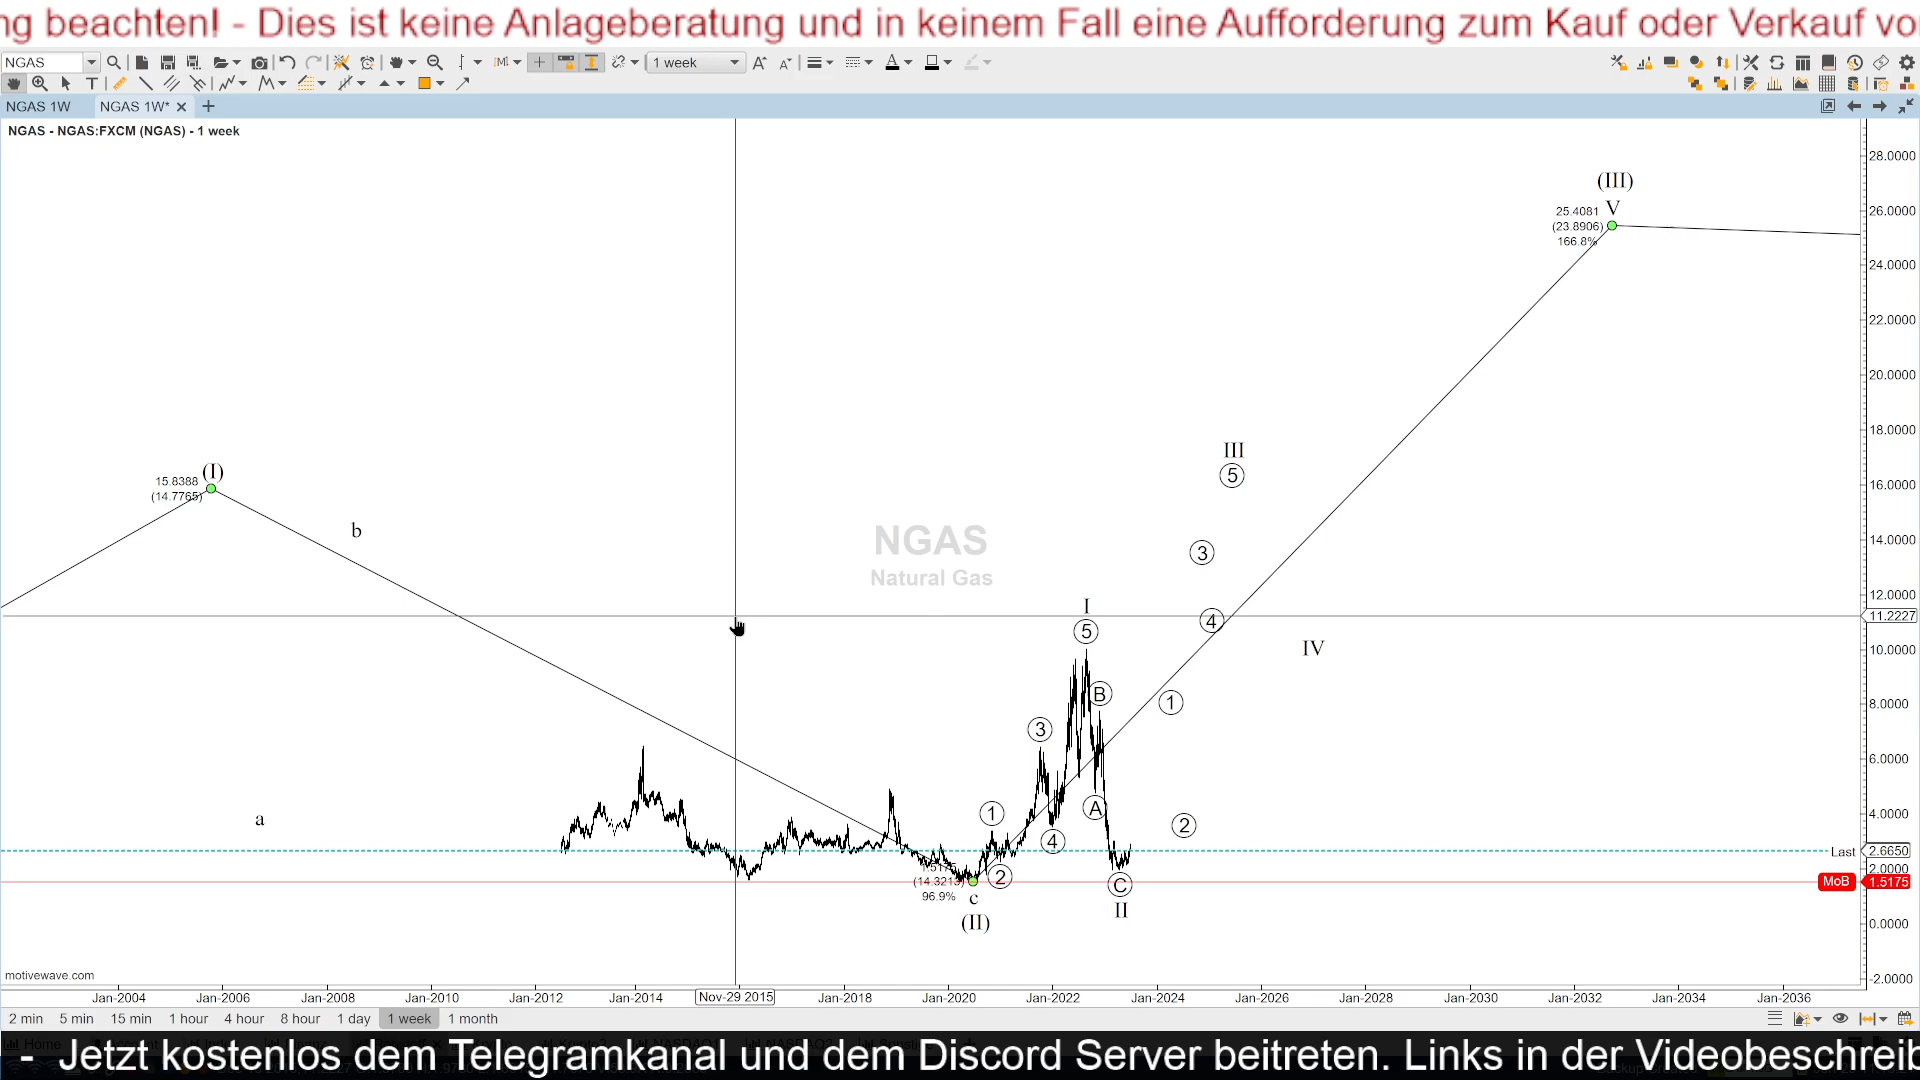 ng beachten! - Dies ist keine Anlageberatung und in keinem Fall eine Aufforderung zum Kauf oder Verkauf vo
NGAS
1 week
NGAS 1W
NGAS 1W*
NGAS - NGAS:FXCM (NGAS) - 1 week
28.0000
(III)
25.4081 V
26.0000
(23.8906)
166.8%
24.0000
22.0000
20.0000
18.0000
III
(I)
15.8388
5
16.0000
(14.7765)
b
NGAS
14.0000
3
Natural Gas
12.0000
I
11.2227
4
5
IV
10.0000
B
1
8.0000
3
6.0000
A
1
4.0000
a
2
4
Last 2.6650
2.0000
(14.3213)
2
C
MoB 1.5175
96.9%
c
II
(II)
0.0000
motivewave.com
-2.0000
Jan-2004 Jan-2006 Jan-2008 Jan-2010 Jan-2012 Jan-2014 Nov-29 2015 Jan-2018 Jan-2020 Jan-2022 Jan-2024 Jan-2026 Jan-2028 Jan-2030 Jan-2032 Jan-2034 Jan-2036
2 min 5 min 15 min 1 hour 4 hour 8 hour 1 day 1 week 1 month
- Jetzt kostenlos dem Telegramkanal und dem Discord Server beitreten. Links in der Videobeschreib